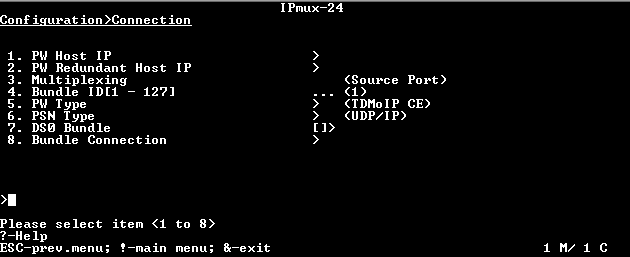 IPmux-24
Configuration>Connection
1. PW Host IP >
2. PW Redundant Host IP >
3. Multiplexing (Source Port)
4. Bundle ID[1 - 127] ... (1)
5. PW Type > (TDMoIP CE)
6. PSN Type > (UDP/IP)
7. DS0 Bundle []>
8. Bundle Connection >
>
Please select item <1 to 8>
?-Help
ESC-prev.menu; !-main menu; &-exit 1 M/ 1 C